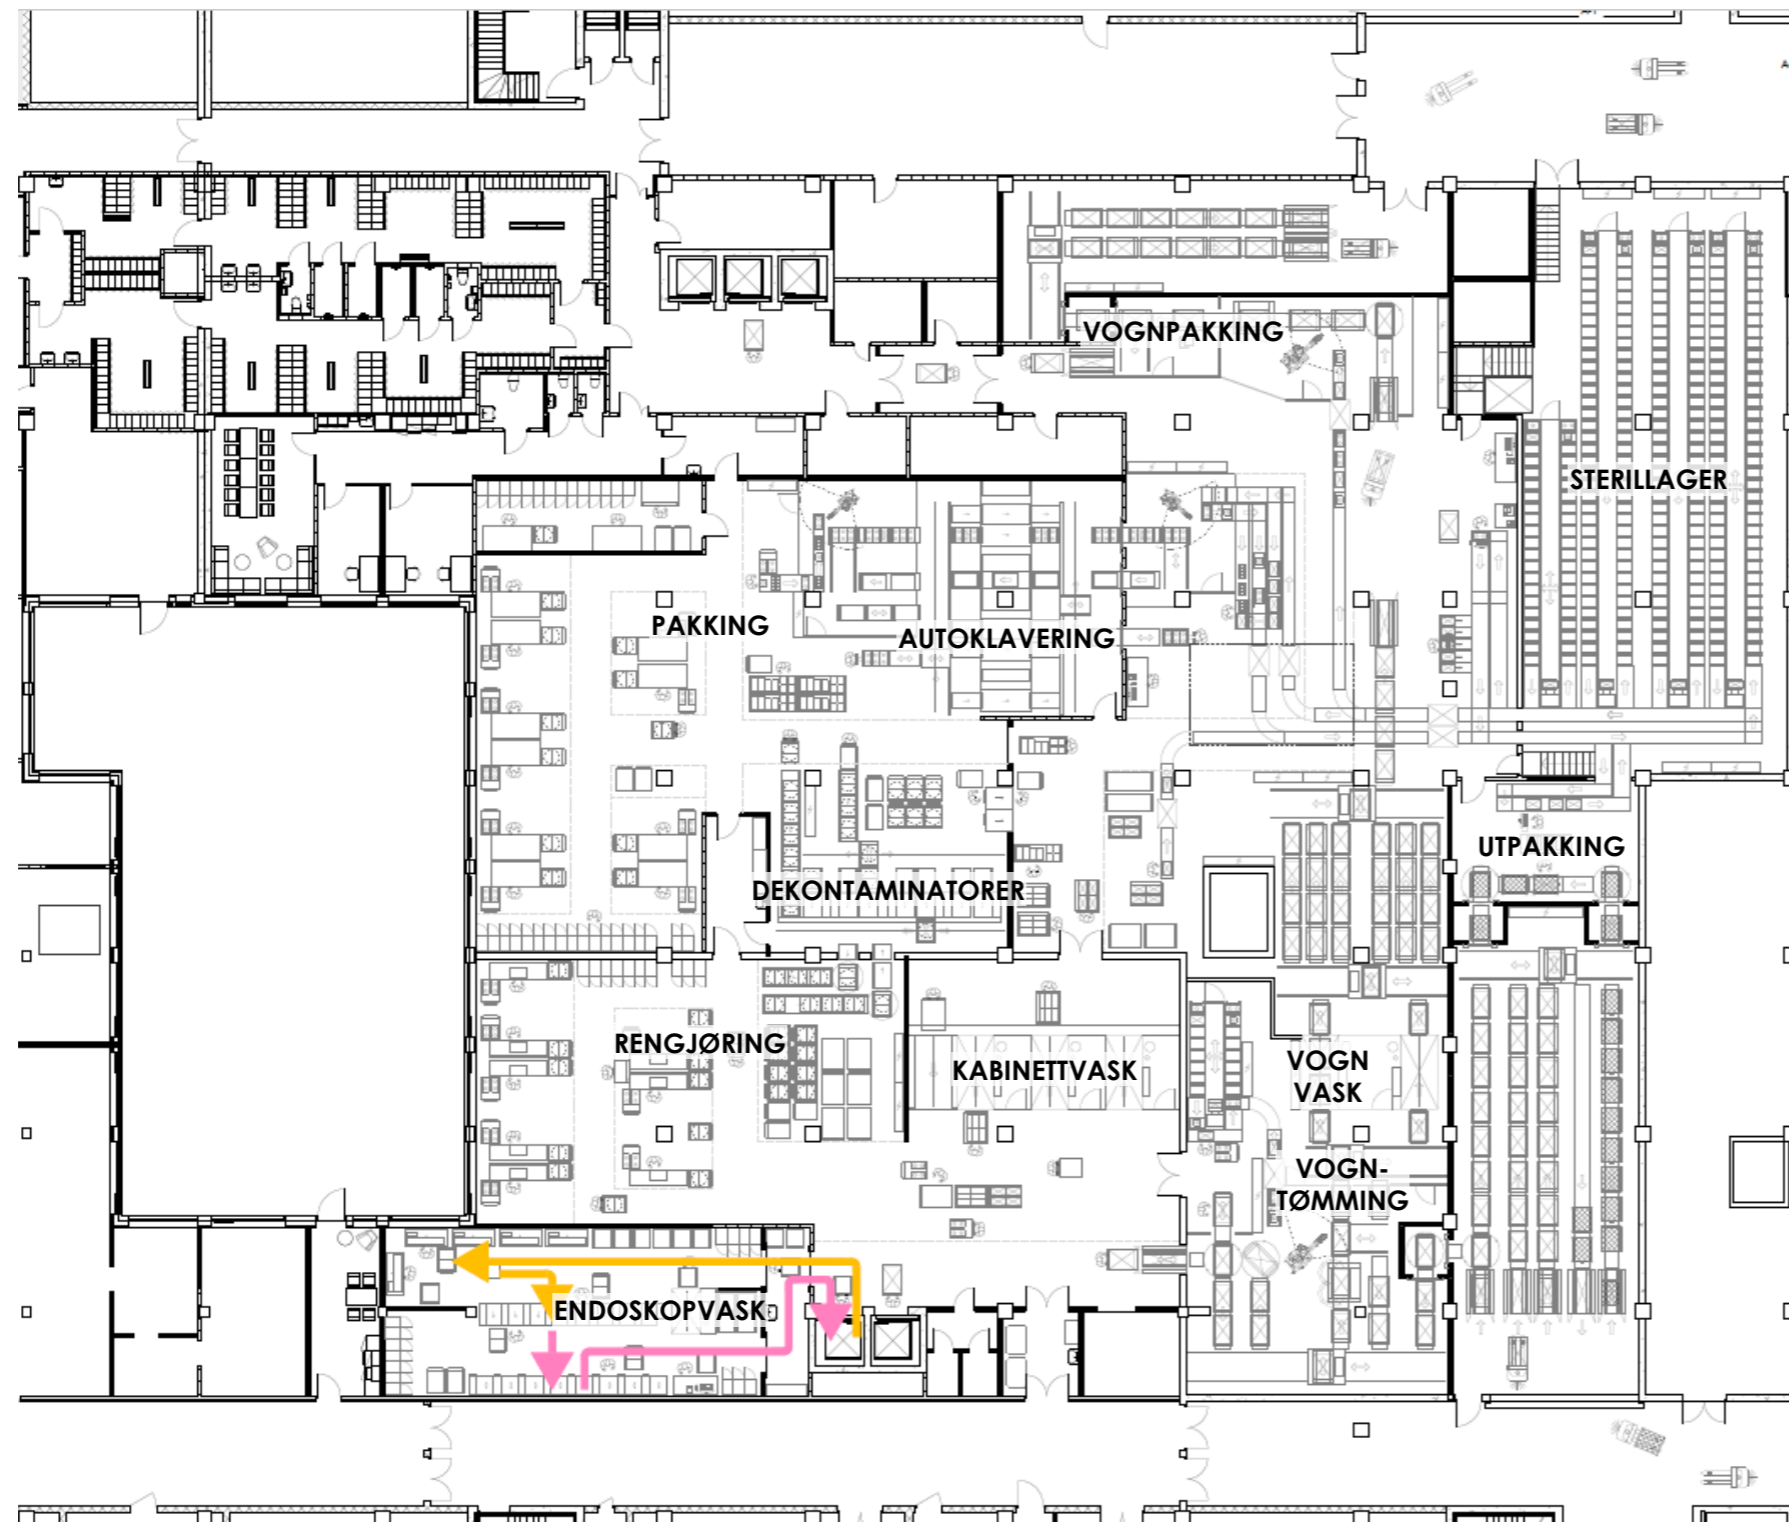 VOGNPAKKING
STERILLAGER
PAKKING
AUTOKLAVERING
UTPAKKING
DEKONTAMINATORER
RENGJØRING
KABINETTVASK
VOGN
VASK
VOGN-
TØMMING
ENDOSKOPVASK